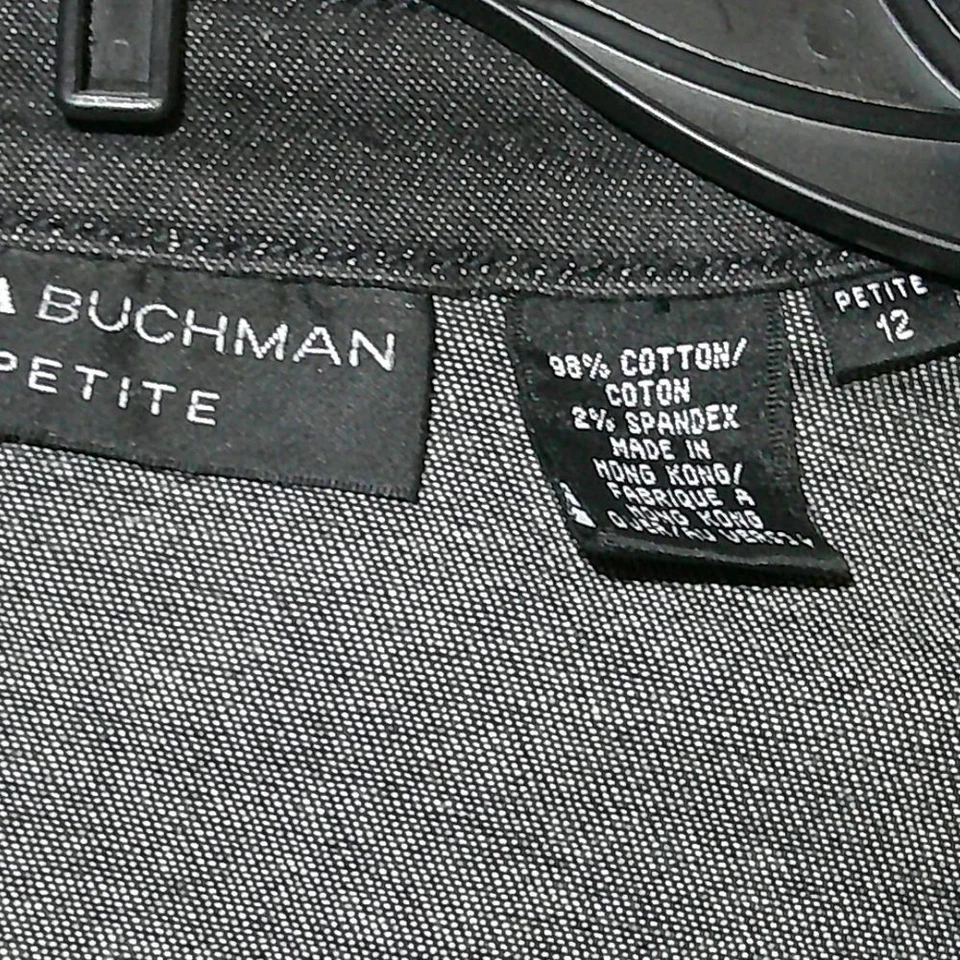 BUCHMAN
PETITE
98% COTTON/
COTON
2% SPANDEX
MADE IN
HONG KONG/
FABRIQUE A
HONG KONG
PETITE
12